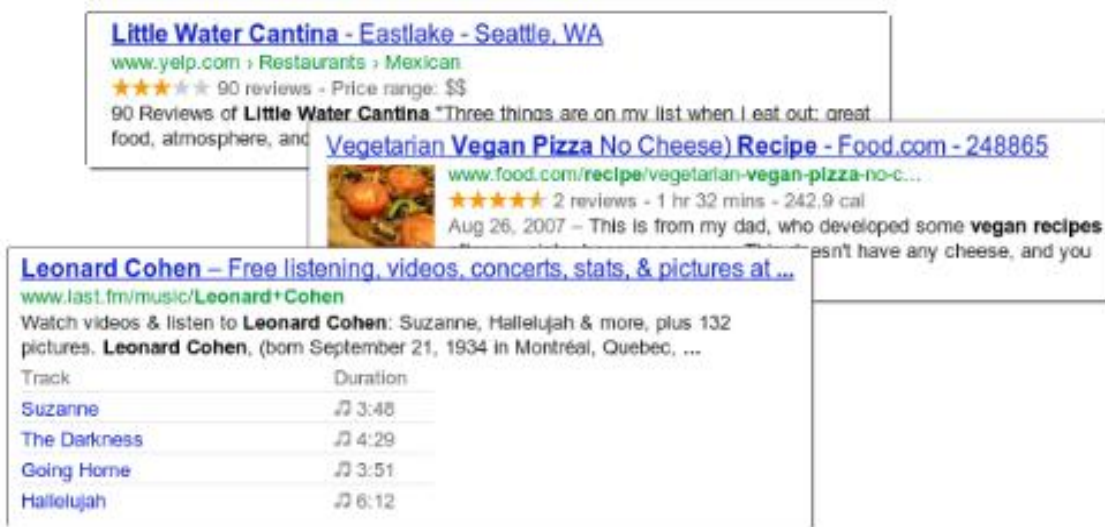 Little Water Cantina - Eastlake - Seattle, WA
www.yelp.com › Restaurants › Mexican
90 reviews - Price range: $$
90 Reviews of Little Water Cantina "Three things are on my list when I eat out: great
food, atmosphere, and
Vegetarian Vegan Pizza No Cheese) Recipe - Food.com - 248865
www.food.com/recipe/vegetarian-vegan-pizza-no-c...
2 reviews - 1 hr 32 mins - 242.9 cal
Aug 26, 2007 – This is from my dad, who developed some vegan recipes
doesn't have any cheese, and you
Leonard Cohen – Free listening, videos, concerts, stats, & pictures at ...
www.last.fm/music/Leonard+Cohen
Watch videos & listen to Leonard Cohen: Suzanne, Hallelujah & more, plus 132
pictures. Leonard Cohen, (born September 21, 1934 in Montréal, Quebec, ...
Track Duration
Suzanne 3:48
The Darkness 4:29
Going Home 3:51
Hallelujah 6:12